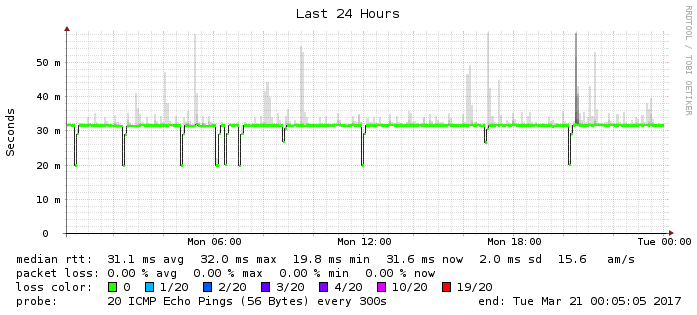 Last 24 Hours
RRDTOOL / TOBI OETIKER
Seconds
50 m
40 m
30 m
20 m
10 m
0
Mon 06:00 Mon 12:00 Mon 18:00 Tue 00:00
median rtt: 31.1 ms avg 32.0 ms max 19.8 ms min 31.6 ms now 2.0 ms sd 15.6 am/s
packet loss: 0.00 % avg 0.00 % max 0.00 % min 0.00 % now
loss color: 0 1/20 2/20 3/20 4/20 10/20 19/20
probe: 20 ICMP Echo Pings (56 Bytes) every 300s end: Tue Mar 21 00:05:05 2017